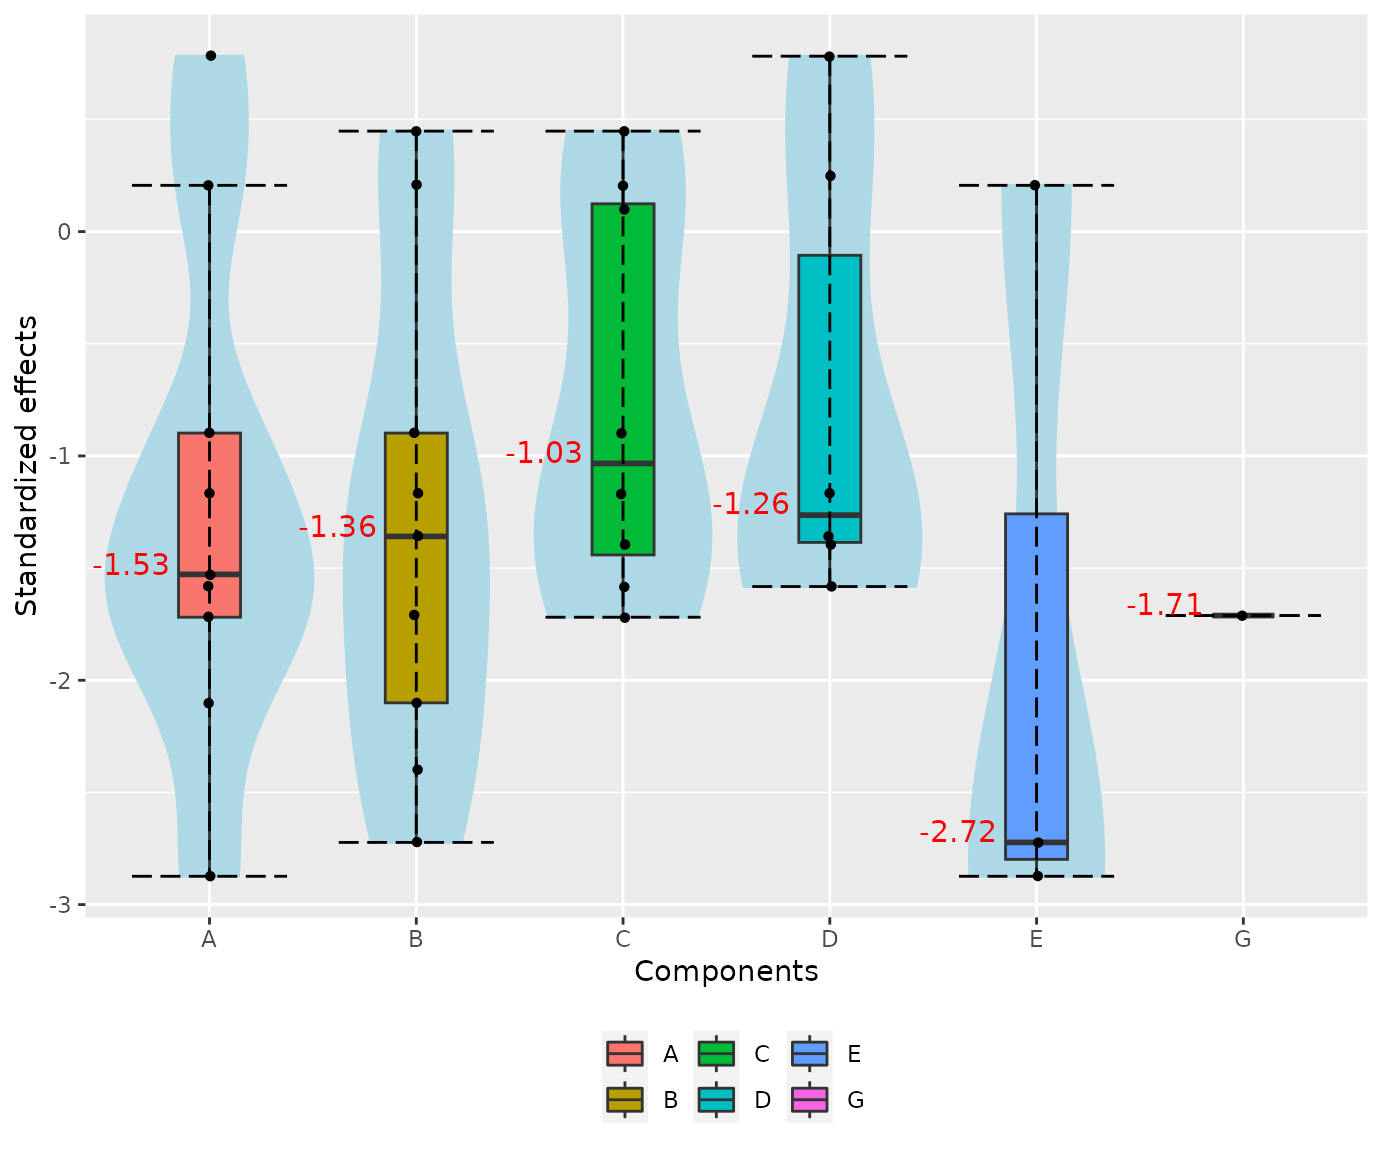 Standardized effects
0
-1
-2
-3
-1.53
-1.36
-1.03
-1.26
-2.72
-1.71
A B C D E G
Components
A C E
B D G